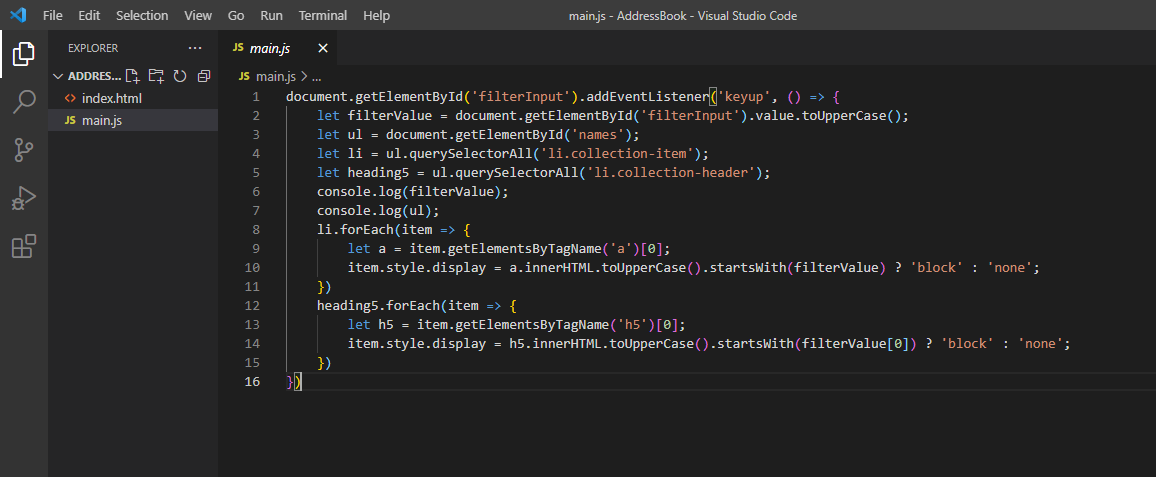 File Edit Selection View Go Run Terminal Help main.js - AddressBook - Visual Studio Code
EXPLORER ...
ADDRES...
<> index.html
JS main.js
JS main.js ×
JS main.js > ...
1 document.getElementById('filterInput').addEventListener('keyup', () => {
2     let filterValue = document.getElementById('filterInput').value.toUpperCase();
3     let ul = document.getElementById('names');
4     let li = ul.querySelectorAll('li.collection-item');
5     let heading5 = ul.querySelectorAll('li.collection-header');
6     console.log(filterValue);
7     console.log(ul);
8     li.forEach(item => {
9         let a = item.getElementsByTagName('a')[0];
10         item.style.display = a.innerHTML.toUpperCase().startsWith(filterValue) ? 'block' : 'none';
11     })
12     heading5.forEach(item => {
13         let h5 = item.getElementsByTagName('h5')[0];
14         item.style.display = h5.innerHTML.toUpperCase().startsWith(filterValue[0]) ? 'block' : 'none';
15     })
16 })